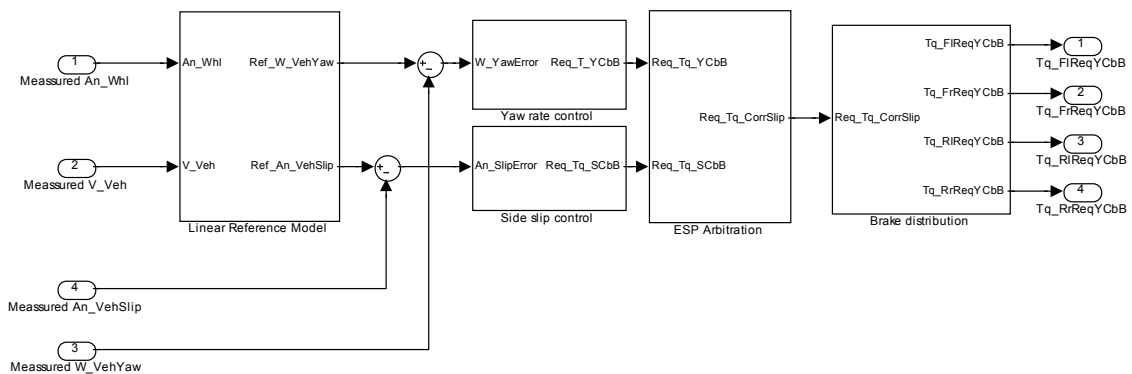 1
Meassured An_Whl
2
Meassured V_Veh
4
Meassured An_VehSlip
3
Meassured W_VehYaw
An_Whl
Ref_W_VehYaw
V_Veh
Ref_An_VehSlip
Linear Reference Model
+
−
+
−
W_YawError
Req_T_YCbB
Yaw rate control
An_SlipError
Req_Tq_SCbB
Side slip control
Req_Tq_YCbB
Req_Tq_CorrSlip
Req_Tq_SCbB
ESP Arbitration
Req_Tq_CorrSlip
Tq_FlReqYCbB
Tq_FrReqYCbB
Tq_RlReqYCbB
Tq_RrReqYCbB
Brake distribution
1
Tq_FlReqYCbB
2
Tq_FrReqYCbB
3
Tq_RlReqYCbB
4
Tq_RrReqYCbB